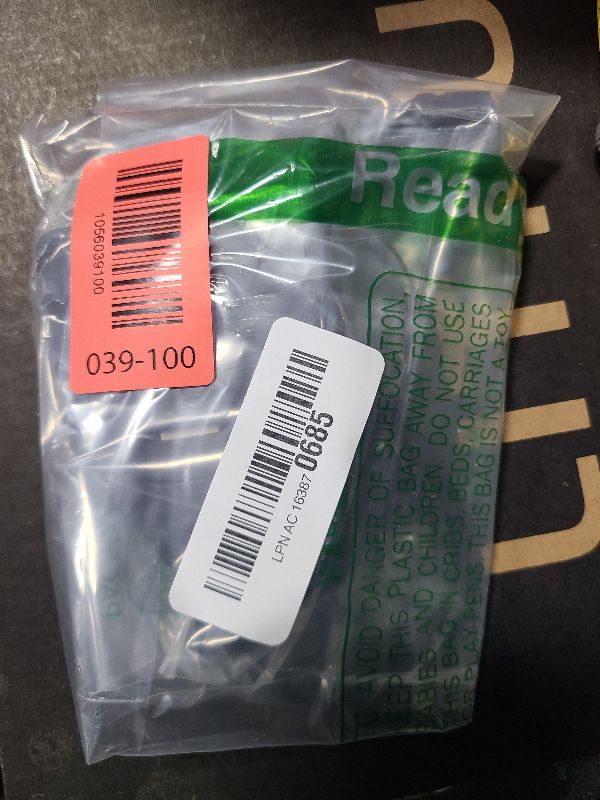 Read
1056039100
039-100
LPN AC 16387 0685
TO AVOID DANGER OF SUFFOCATION,
KEEP THIS PLASTIC BAG AWAY FROM
BABIES AND CHILDREN. DO NOT USE
THIS BAG IN CRIBS, BEDS, CARRIAGES
OR PLAY PENS. THIS BAG IS NOT A TOY